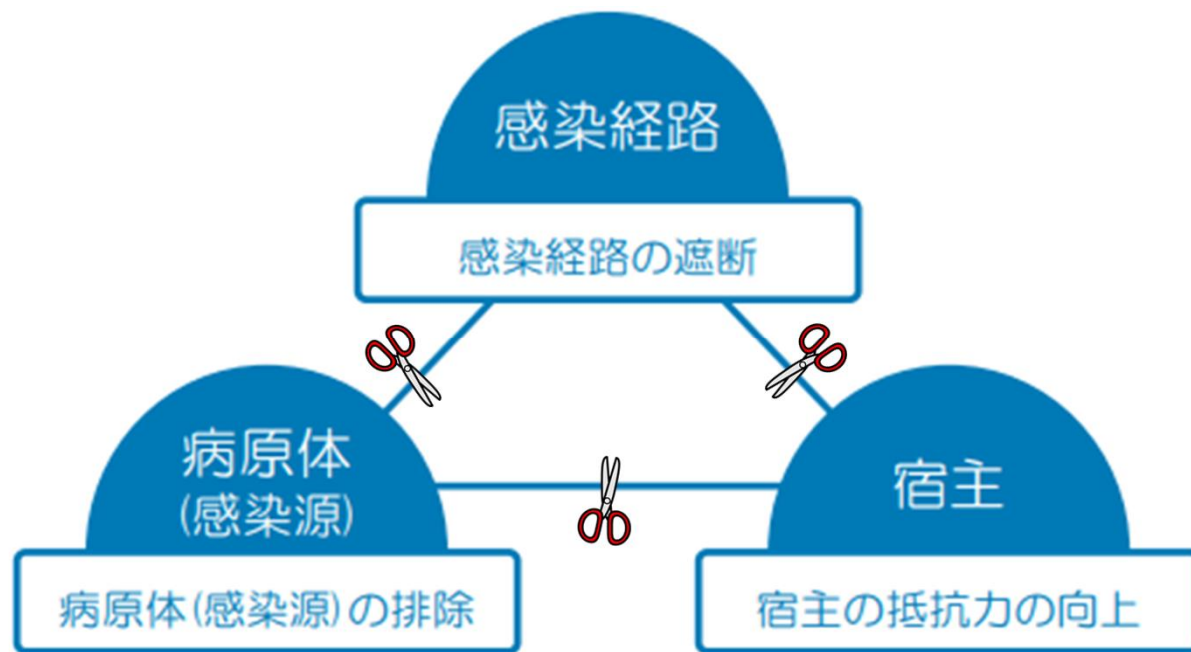 感染経路
感染経路の遮断
病原体
(感染源)
病原体(感染源)の排除
宿主
宿主の抵抗力の向上